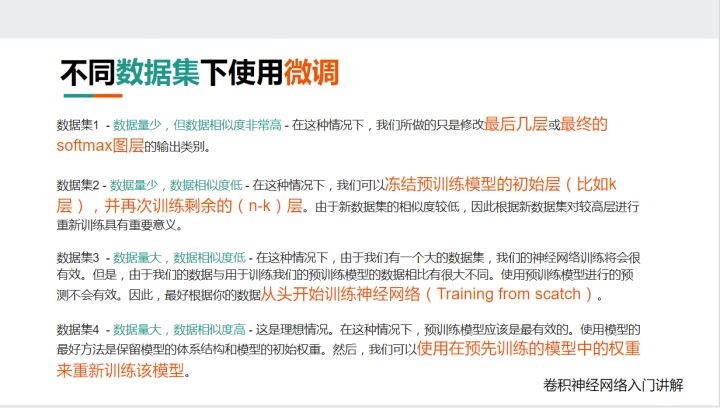 不同数据集下使用微调
数据集1 - 数据量少，但数据相似度非常高 - 在这种情况下，我们所做的只是修改最后几层或最终的
softmax图层的输出类别。
数据集2 - 数据量少，数据相似度低 - 在这种情况下，我们可以冻结预训练模型的初始层（比如k
层），并再次训练剩余的（n-k）层。由于新数据集的相似度较低，因此根据新数据集对较高层进行
重新训练具有重要意义。
数据集3 - 数据量大，数据相似度低 - 在这种情况下，由于我们有一个大的数据集，我们的神经网络训练将会很
有效。但是，由于我们的数据与用于训练我们的预训练模型的数据相比有很大不同。使用预训练模型进行的预
测不会有效。因此，最好根据你的数据从头开始训练神经网络（Training from scatch）。
数据集4 - 数据量大，数据相似度高 - 这是理想情况。在这种情况下，预训练模型应该是最有效的。使用模型的
最好方法是保留模型的体系结构和模型的初始权重。然后，我们可以使用在预先训练的模型中的权重
来重新训练该模型。
卷积神经网络入门讲解